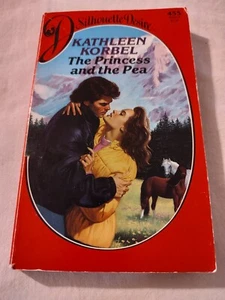 Silhouette Desire
KATHLEEN
KORBEL
The Princess
and the Pea